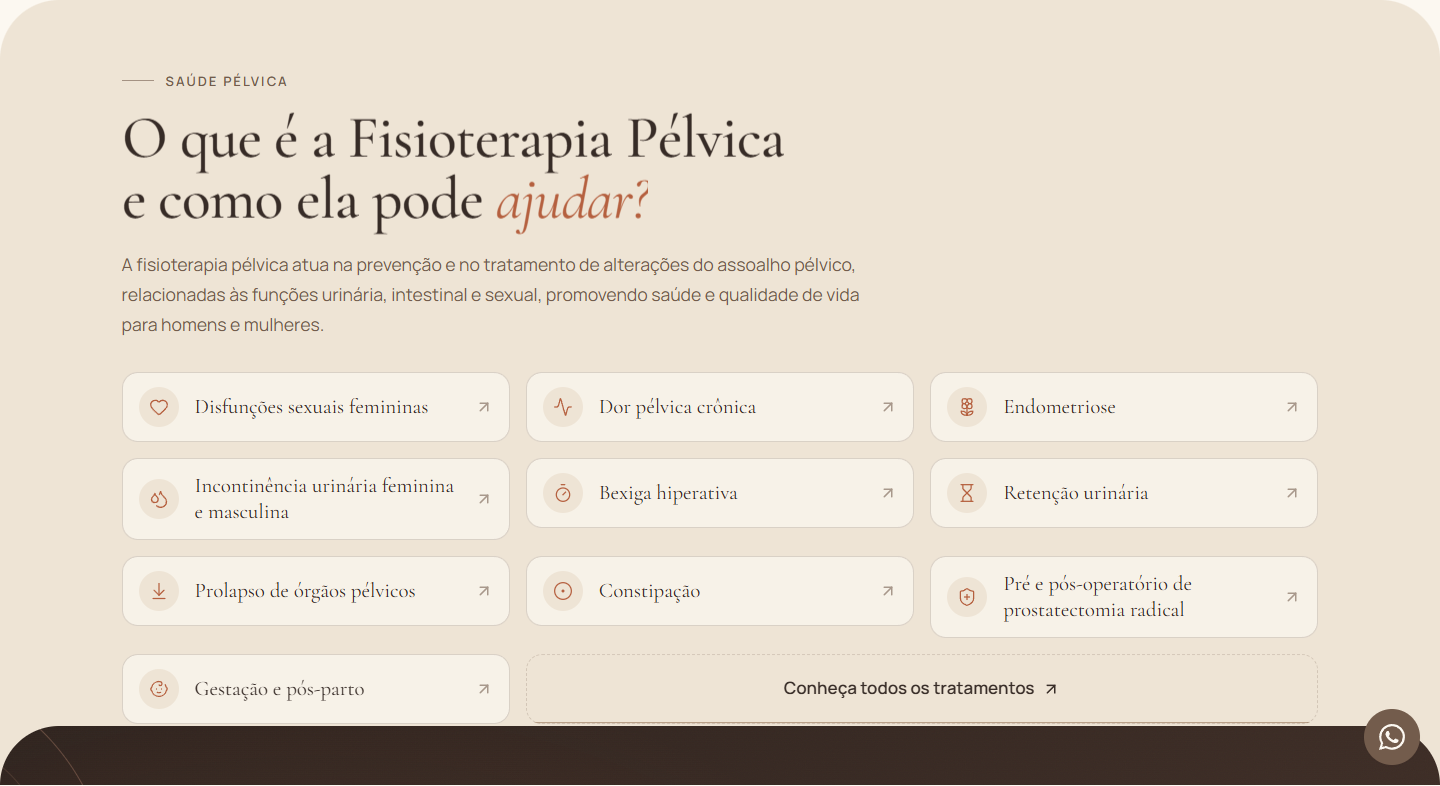 SAÚDE PÉLVICA
O que é a Fisioterapia Pélvica
e como ela pode ajudar?
A fisioterapia pélvica atua na prevenção e no tratamento de alterações do assoalho pélvico,
relacionadas às funções urinária, intestinal e sexual, promovendo saúde e qualidade de vida
para homens e mulheres.
Disfunções sexuais femininas
Dor pélvica crônica
Endometriose
Incontinência urinária feminina
e masculina
Bexiga hiperativa
Retenção urinária
Prolapso de órgãos pélvicos
Constipação
Pré e pós-operatório de
prostatectomia radical
Gestação e pós-parto
Conheça todos os tratamentos